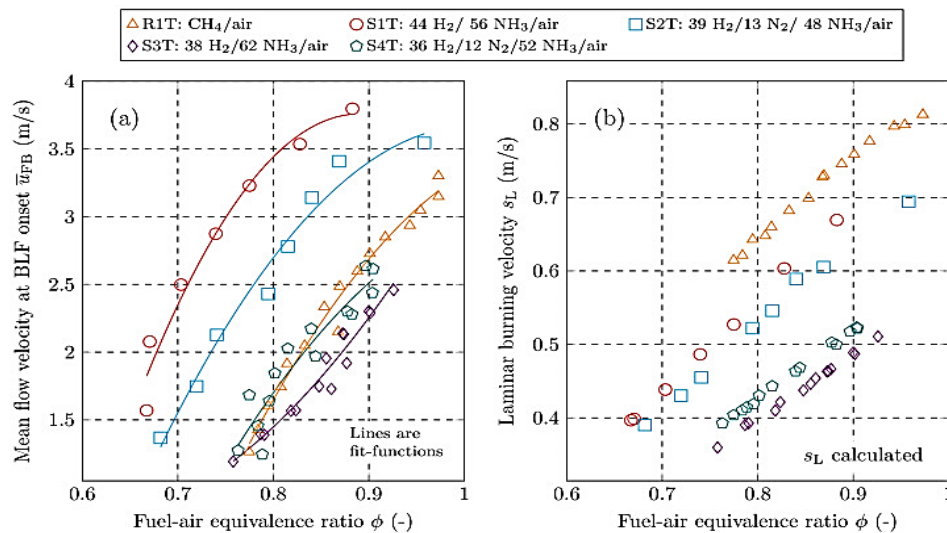 R1T: CH₄/air S1T: 44 H₂/ 56 NH₃/air S2T: 39 H₂/13 N₂/ 48 NH₃/air
S3T: 38 H₂/62 NH₃/air S4T: 36 H₂/12 N₂/52 NH₃/air
Mean flow velocity at BLF onset u̅FB (m/s)
4
3.5
3
2.5
2
1.5
(a)
Lines are
fit-functions
0.6 0.7 0.8 0.9 1
Fuel-air equivalence ratio ϕ (-)
Laminar burning velocity sL (m/s)
0.8
0.7
0.6
0.5
0.4
(b)
sL calculated
0.6 0.7 0.8 0.9 1
Fuel-air equivalence ratio ϕ (-)